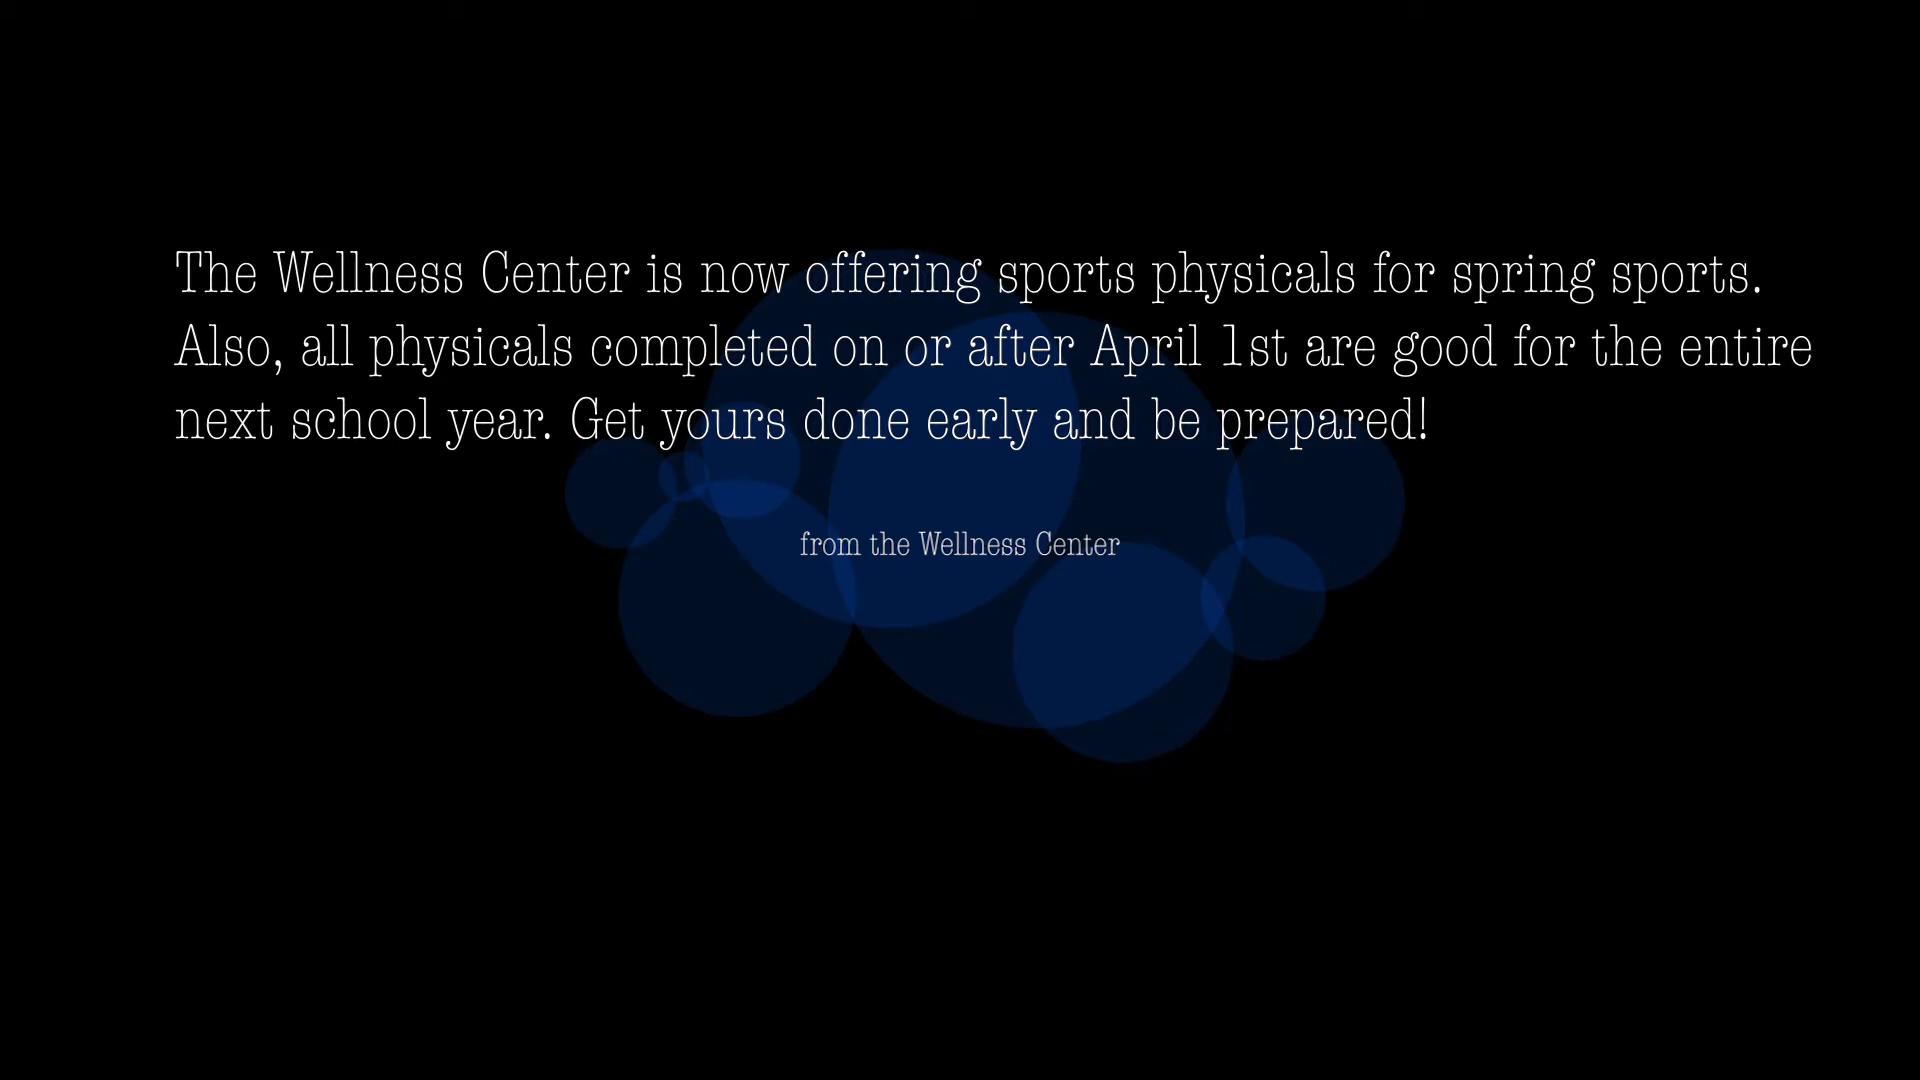 The Wellness Center is now offering sports physicals for spring sports.
Also, all physicals completed on or after April 1st are good for the entire
next school year. Get yours done early and be prepared!
from the Wellness Center